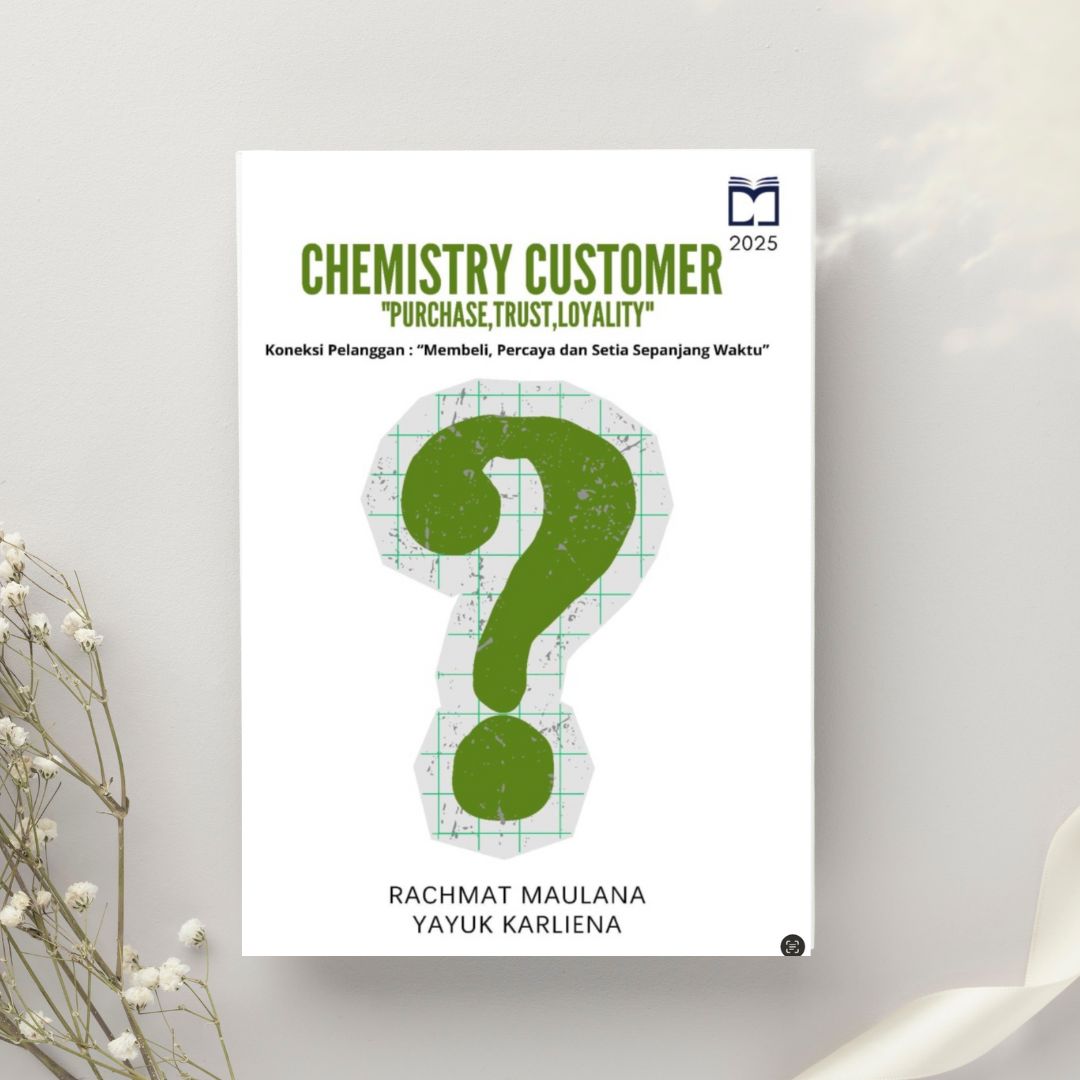 2025
CHEMISTRY CUSTOMER
"PURCHASE,TRUST,LOYALITY"
Koneksi Pelanggan : “Membeli, Percaya dan Setia Sepanjang Waktu”
RACHMAT MAULANA
YAYUK KARLIENA